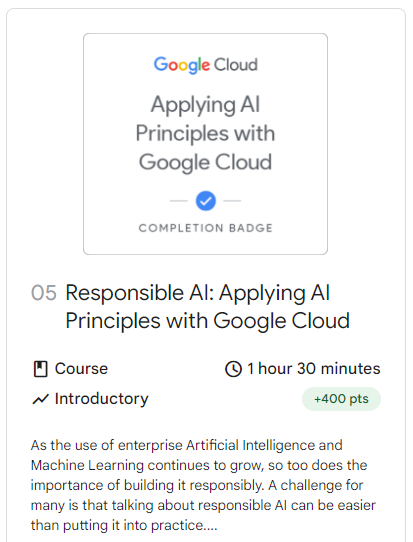 Google Cloud
Applying AI
Principles with
Google Cloud
COMPLETION BADGE
05 Responsible AI: Applying AI
Principles with Google Cloud
Course 1 hour 30 minutes
Introductory +400 pts
As the use of enterprise Artificial Intelligence and
Machine Learning continues to grow, so too does the
importance of building it responsibly. A challenge for
many is that talking about responsible AI can be easier
than putting it into practice....